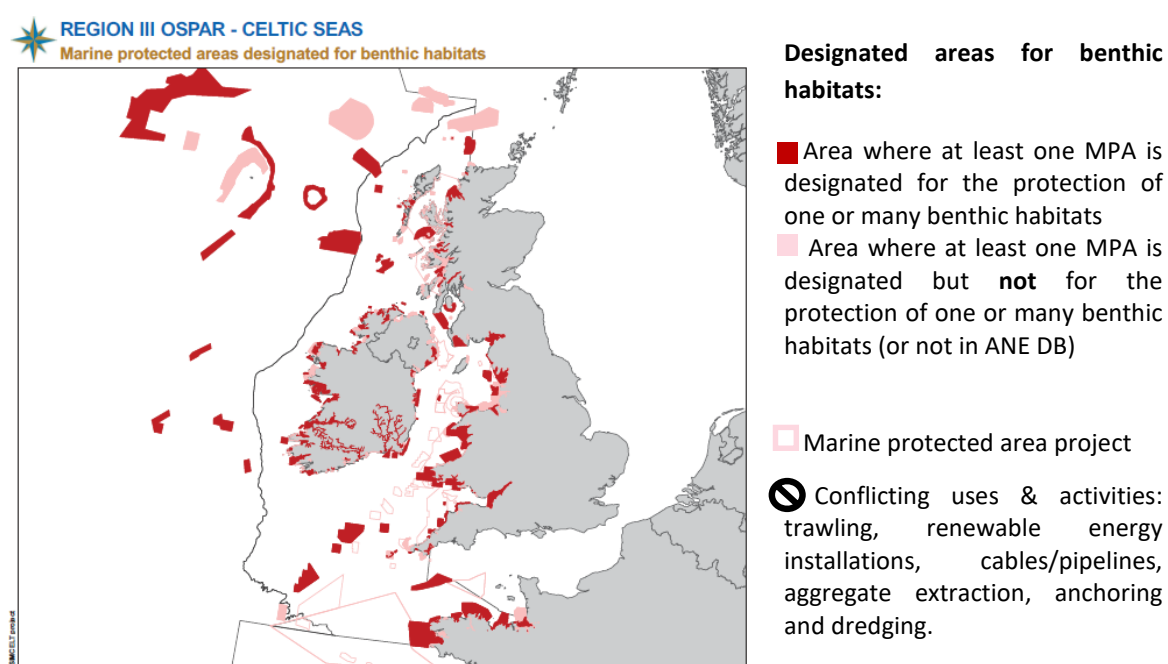 REGION III OSPAR - CELTIC SEAS
Marine protected areas designated for benthic habitats
Designated areas for benthic
habitats:
Area where at least one MPA is
designated for the protection of
one or many benthic habitats
Area where at least one MPA is
designated but not for the
protection of one or many benthic
habitats (or not in ANE DB)
Marine protected area project
Conflicting uses & activities:
trawling, renewable energy
installations, cables/pipelines,
aggregate extraction, anchoring
and dredging.
SIMCELT project